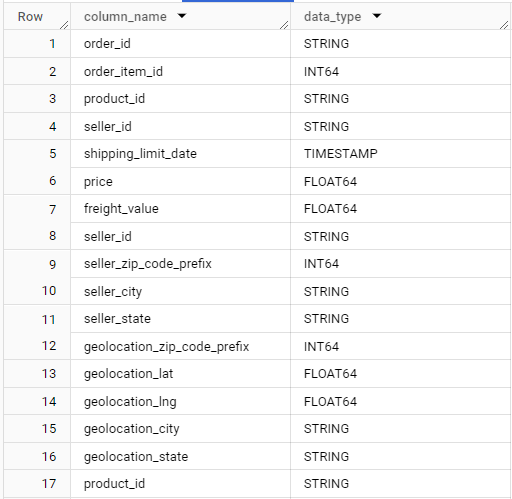 Row column_name data_type
1 order_id STRING
2 order_item_id INT64
3 product_id STRING
4 seller_id STRING
5 shipping_limit_date TIMESTAMP
6 price FLOAT64
7 freight_value FLOAT64
8 seller_id STRING
9 seller_zip_code_prefix INT64
10 seller_city STRING
11 seller_state STRING
12 geolocation_zip_code_prefix INT64
13 geolocation_lat FLOAT64
14 geolocation_lng FLOAT64
15 geolocation_city STRING
16 geolocation_state STRING
17 product_id STRING